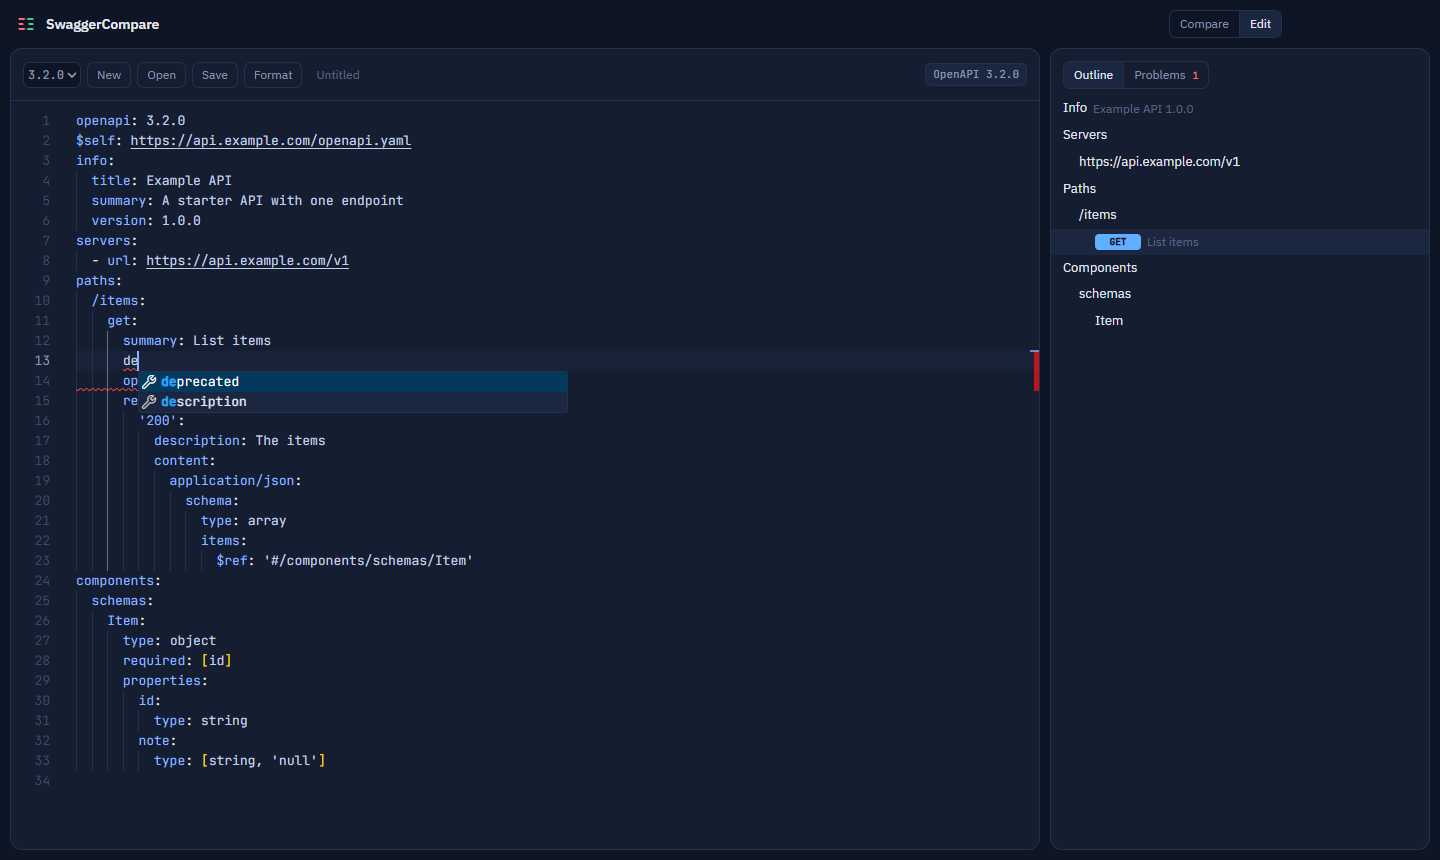 SwaggerCompare
Compare Edit
3.2.0 New Open Save Format Untitled OpenAPI 3.2.0
1 openapi: 3.2.0
2 $self: https://api.example.com/openapi.yaml
3 info:
4 title: Example API
5 summary: A starter API with one endpoint
6 version: 1.0.0
7 servers:
8 - url: https://api.example.com/v1
9 paths:
10 /items:
11 get:
12 summary: List items
13 de
14 op
deprecated
15 re
description
16 '200':
17 description: The items
18 content:
19 application/json:
20 schema:
21 type: array
22 items:
23 $ref: '#/components/schemas/Item'
24 components:
25 schemas:
26 Item:
27 type: object
28 required: [id]
29 properties:
30 id:
31 type: string
32 note:
33 type: [string, 'null']
34
Outline Problems 1
Info Example API 1.0.0
Servers
https://api.example.com/v1
Paths
/items
GET List items
Components
schemas
Item